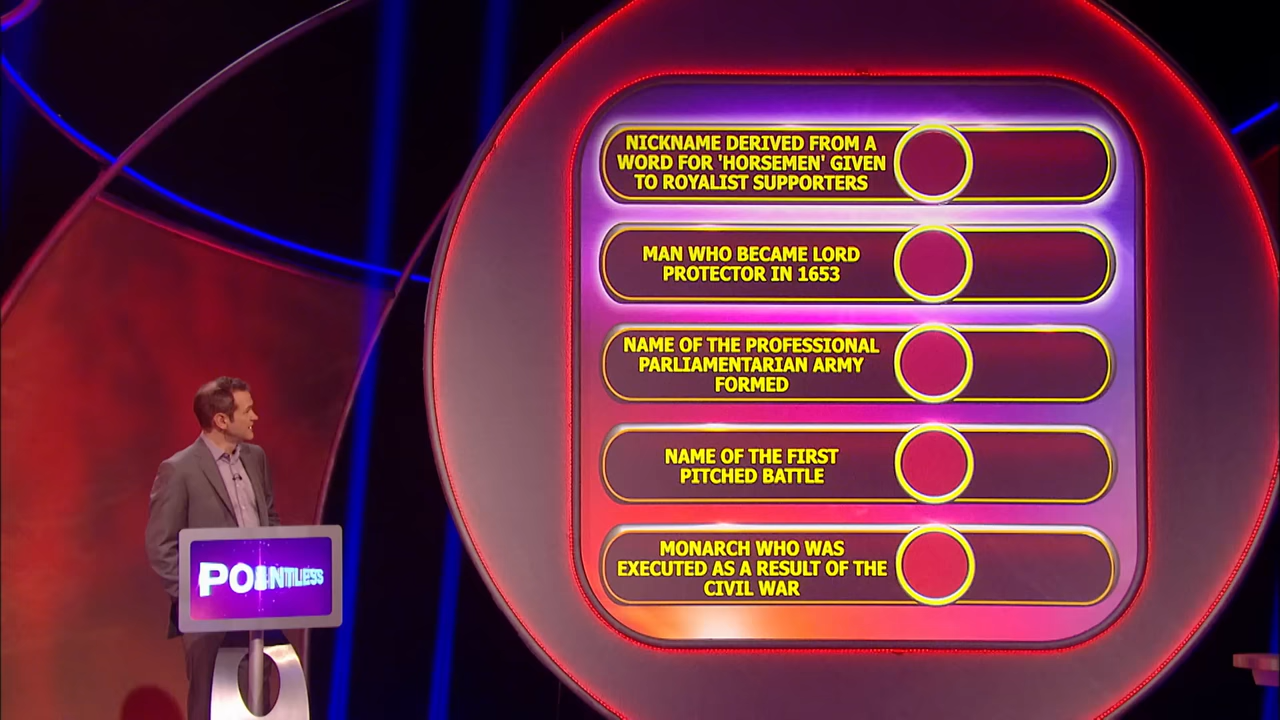 NICKNAME DERIVED FROM A
WORD FOR 'HORSEMEN' GIVEN
TO ROYALIST SUPPORTERS
MAN WHO BECAME LORD
PROTECTOR IN 1653
NAME OF THE PROFESSIONAL
PARLIAMENTARIAN ARMY
FORMED
NAME OF THE FIRST
PITCHED BATTLE
MONARCH WHO WAS
EXECUTED AS A RESULT OF THE
CIVIL WAR
POINTLESS